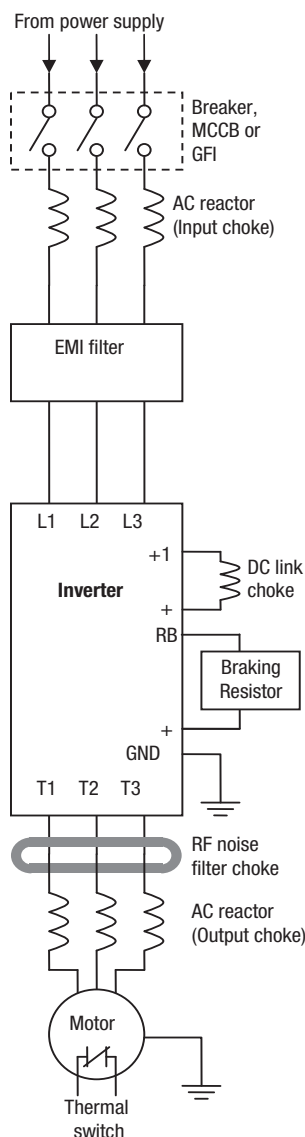 From power supply
Breaker,
MCCB or
GFI
AC reactor
(Input choke)
EMI filter
L1 L2 L3
+1
Inverter
DC link
choke
+
RB
Braking
Resistor
+
GND
T1 T2 T3
RF noise
filter choke
AC reactor
(Output choke)
Motor
Thermal
switch